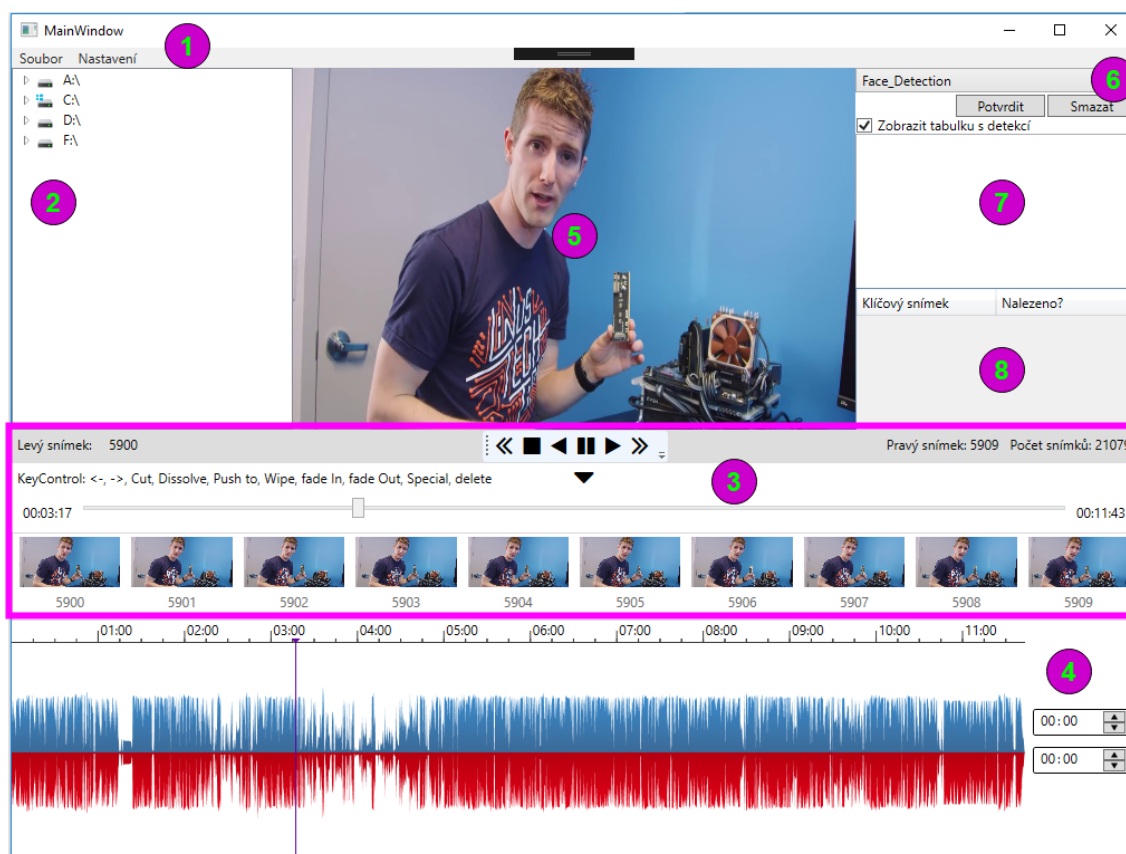 MainWindow
1
Soubor Nastavení
A:\
C:\
D:\
F:\
2
LINUS
TECH
5
Face_Detection
6
Potvrdit Smazat
Zobrazit tabulku s detekcí
7
Klíčový snímek Nalezeno?
8
Levý snímek: 5900 Pravý snímek: 5909 Počet snímků: 21079
KeyControl: <-, ->, Cut, Dissolve, Push to, Wipe, fade In, fade Out, Special, delete
3
00:03:17 00:11:43
5900 5901 5902 5903 5904 5905 5906 5907 5908 5909
01:00 02:00 03:00 04:00 05:00 06:00 07:00 08:00 09:00 10:00 11:00
4
00:00
00:00